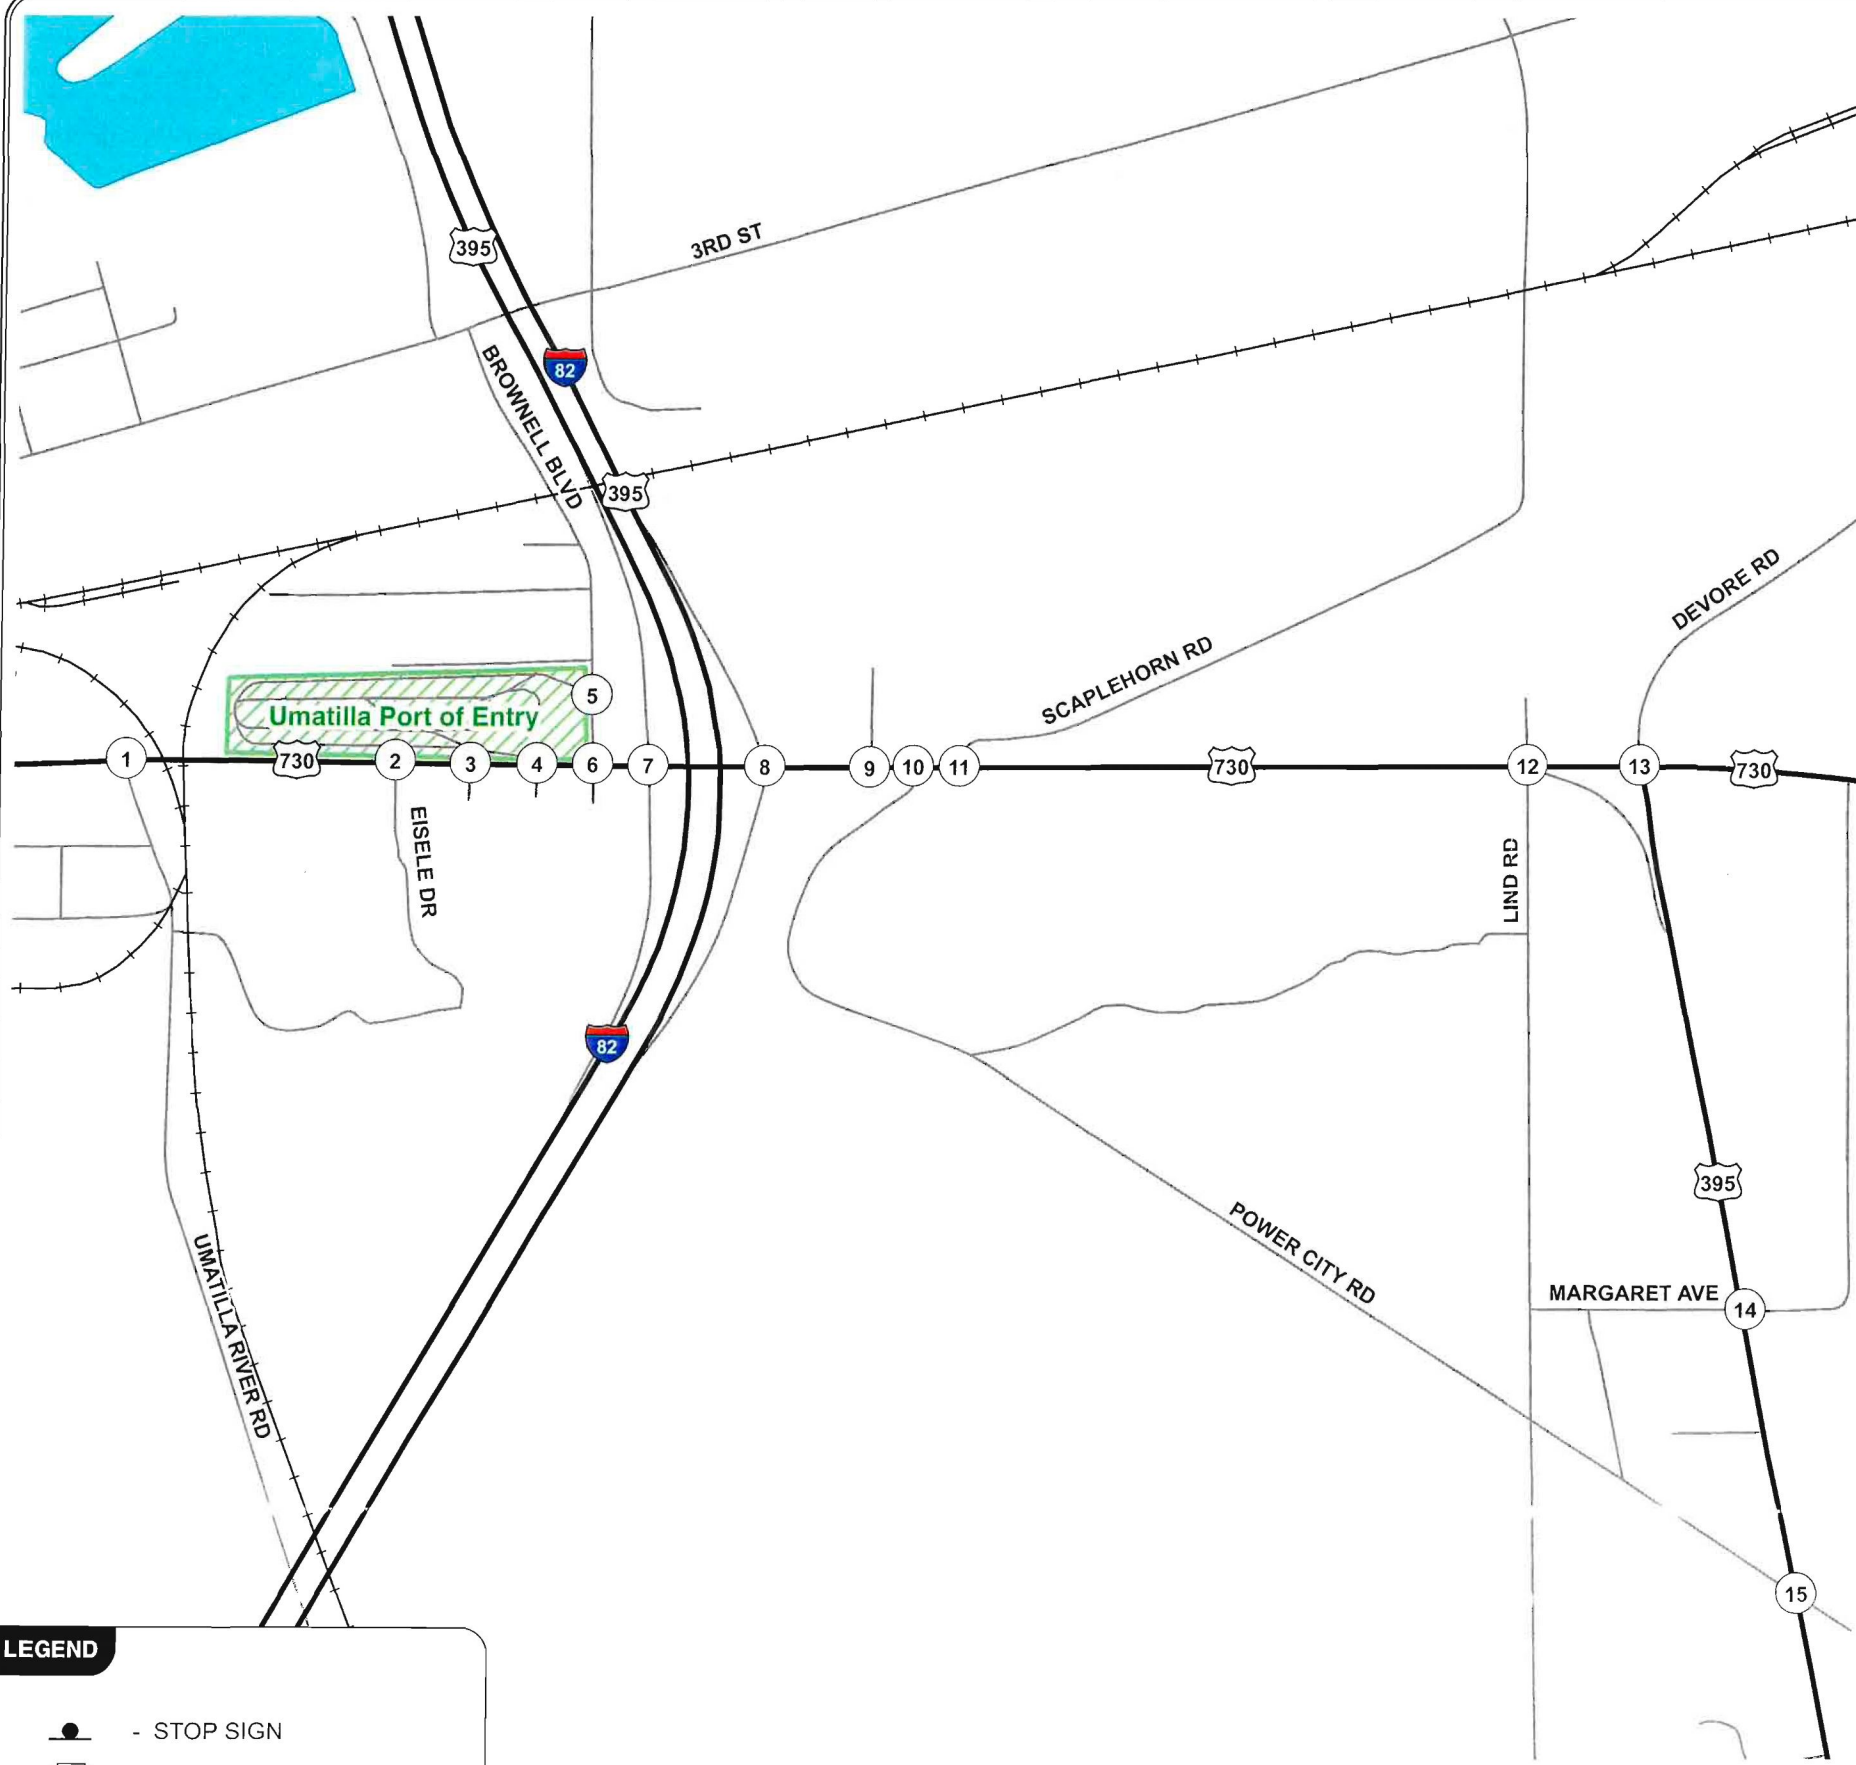 395
3RD ST
82
BROWNELL BLVD
395
DEVORE RD
SCAPLEHORN RD
5
Umatilla Port of Entry
1
730
2
3
4
6
7
8
9
10
11
730
12
13
730
EISELE DR
LIND RD
82
395
POWER CITY RD
UMATILLA RIVER RD
MARGARET AVE
14
15
LEGEND
- STOP SIGN